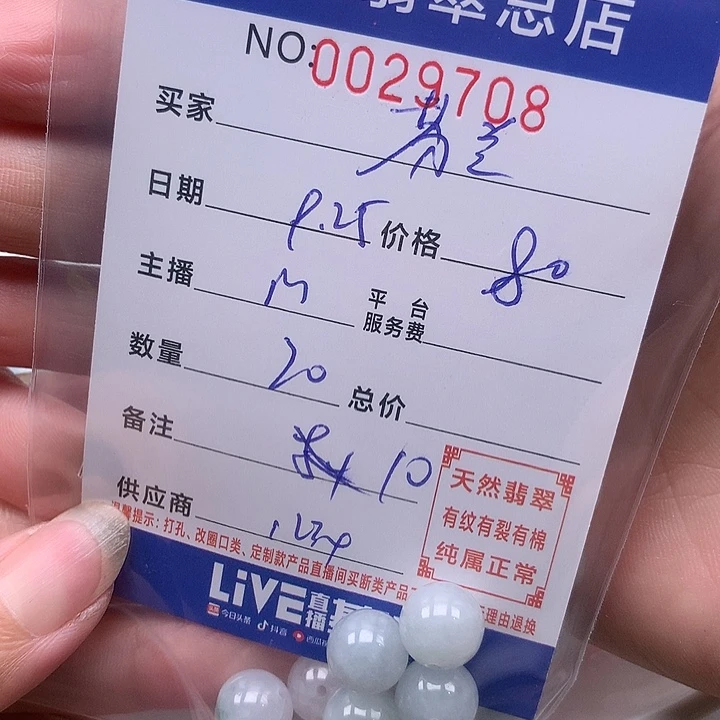 翡翠总店
NO:0029708
买家
日期 9.25 价格 80
主播 M 平台服务费
数量 20 总价
备注 10
供应商
天然翡翠
有纹有裂有棉
纯属正常
温馨提示：打孔、改圈口类、定制款产品直播间买断类产品
理由退换
LiVE 直播
今日头条 抖音 西瓜